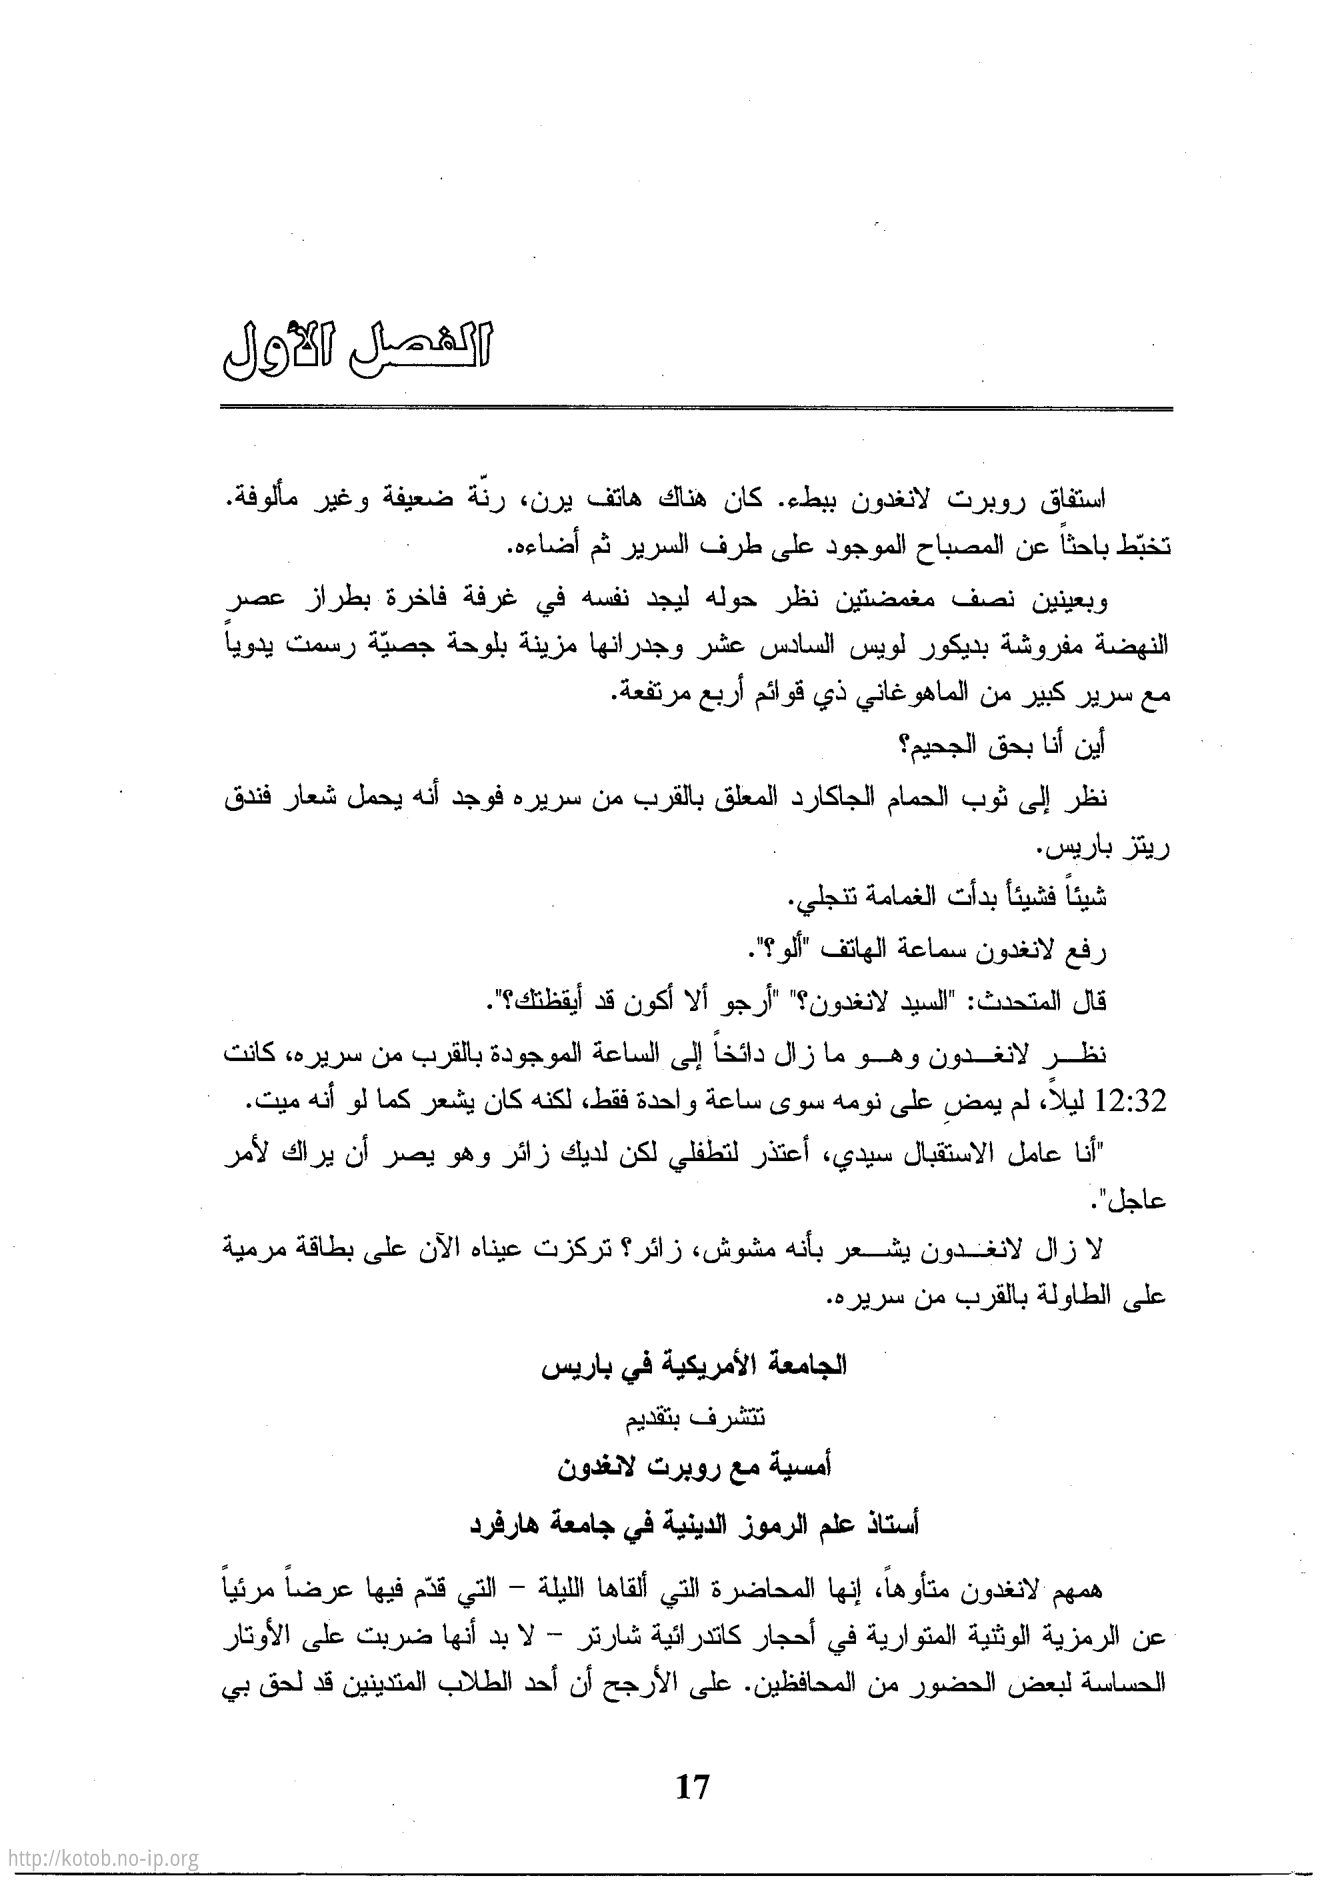 الفصل الأول
استفاق روبرت لانغدون ببطء. كان هناك هاتف يرن، رنّة ضعيفة وغير مألوفة.
تخبّط باحثاً عن المصباح الموجود على طرف السرير ثم أضاءه.
وبعينين نصف مغمضتين نظر حوله ليجد نفسه في غرفة فاخرة بطراز عصر
النهضة مفروشة بديكور لويس السادس عشر وجدرانها مزينة بلوحة جصيّة رسمت يدوياً
مع سرير كبير من الماهوغاني ذي قوائم أربع مرتفعة.
أين أنا بحق الجحيم؟
نظر إلى ثوب الحمام الجاكارد المعلق بالقرب من سريره فوجد أنه يحمل شعار فندق
ريتز باريس.
شيئاً فشيئاً بدأت الغمامة تنجلي.
رفع لانغدون سماعة الهاتف "ألو؟".
قال المتحدث: "السيد لانغدون؟" "أرجو ألا أكون قد أيقظتك؟".
نظر لانغدون وهو ما زال دائخاً إلى الساعة الموجودة بالقرب من سريره، كانت
12:32 ليلاً، لم يمضِ على نومه سوى ساعة واحدة فقط، لكنه كان يشعر كما لو أنه ميت.
"أنا عامل الاستقبال سيدي، أعتذر لتطفلي لكن لديك زائر وهو يصر أن يراك لأمر
عاجل".
لا زال لانغدون يشعر بأنه مشوش، زائر؟ تركزت عيناه الآن على بطاقة مرمية
على الطاولة بالقرب من سريره.
الجامعة الأمريكية في باريس
تتشرف بتقديم
أمسية مع روبرت لانغدون
أستاذ علم الرموز الدينية في جامعة هارفرد
همهم لانغدون متأوهاً، إنها المحاضرة التي ألقاها الليلة – التي قدّم فيها عرضاً مرئياً
عن الرمزية الوثنية المتوارية في أحجار كاتدرائية شارتر – لا بد أنها ضربت على الأوتار
الحساسة لبعض الحضور من المحافظين. على الأرجح أن أحد الطلاب المتدينين قد لحق بي
17
http://kotob.no-ip.org